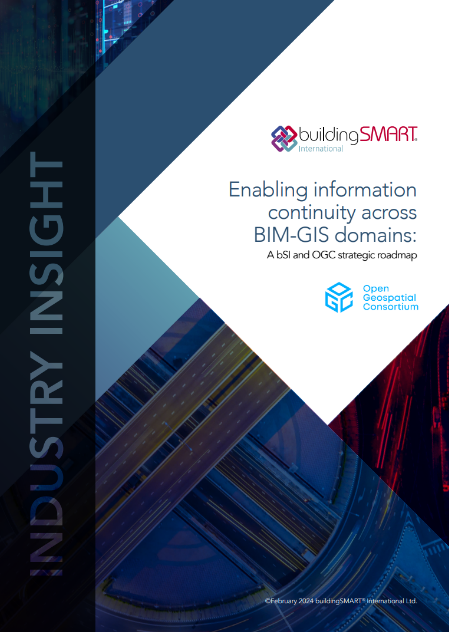 buildingSMART®
International
Enabling information
continuity across
BIM-GIS domains:
A bSI and OGC strategic roadmap
Open
Geospatial
Consortium
INDUSTRY INSIGHT
©February 2024 buildingSMART® International Ltd.